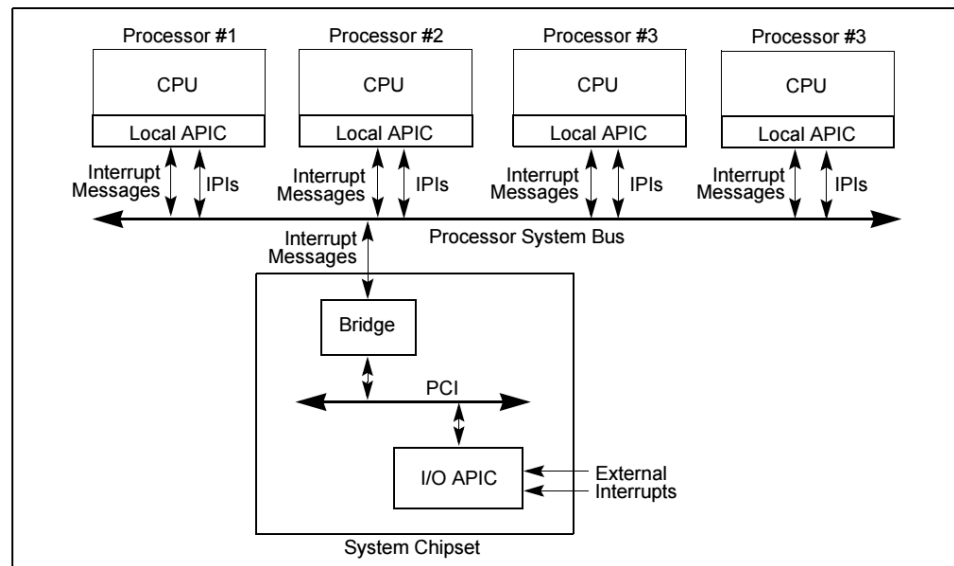 Processor #1
Processor #2
Processor #3
Processor #3
CPU
CPU
CPU
CPU
Local APIC
Local APIC
Local APIC
Local APIC
Interrupt
Messages
IPIs
Interrupt
Messages
IPIs
Interrupt
Messages
IPIs
Interrupt
Messages
IPIs
Processor System Bus
Interrupt
Messages
Bridge
PCI
I/O APIC
External
Interrupts
System Chipset